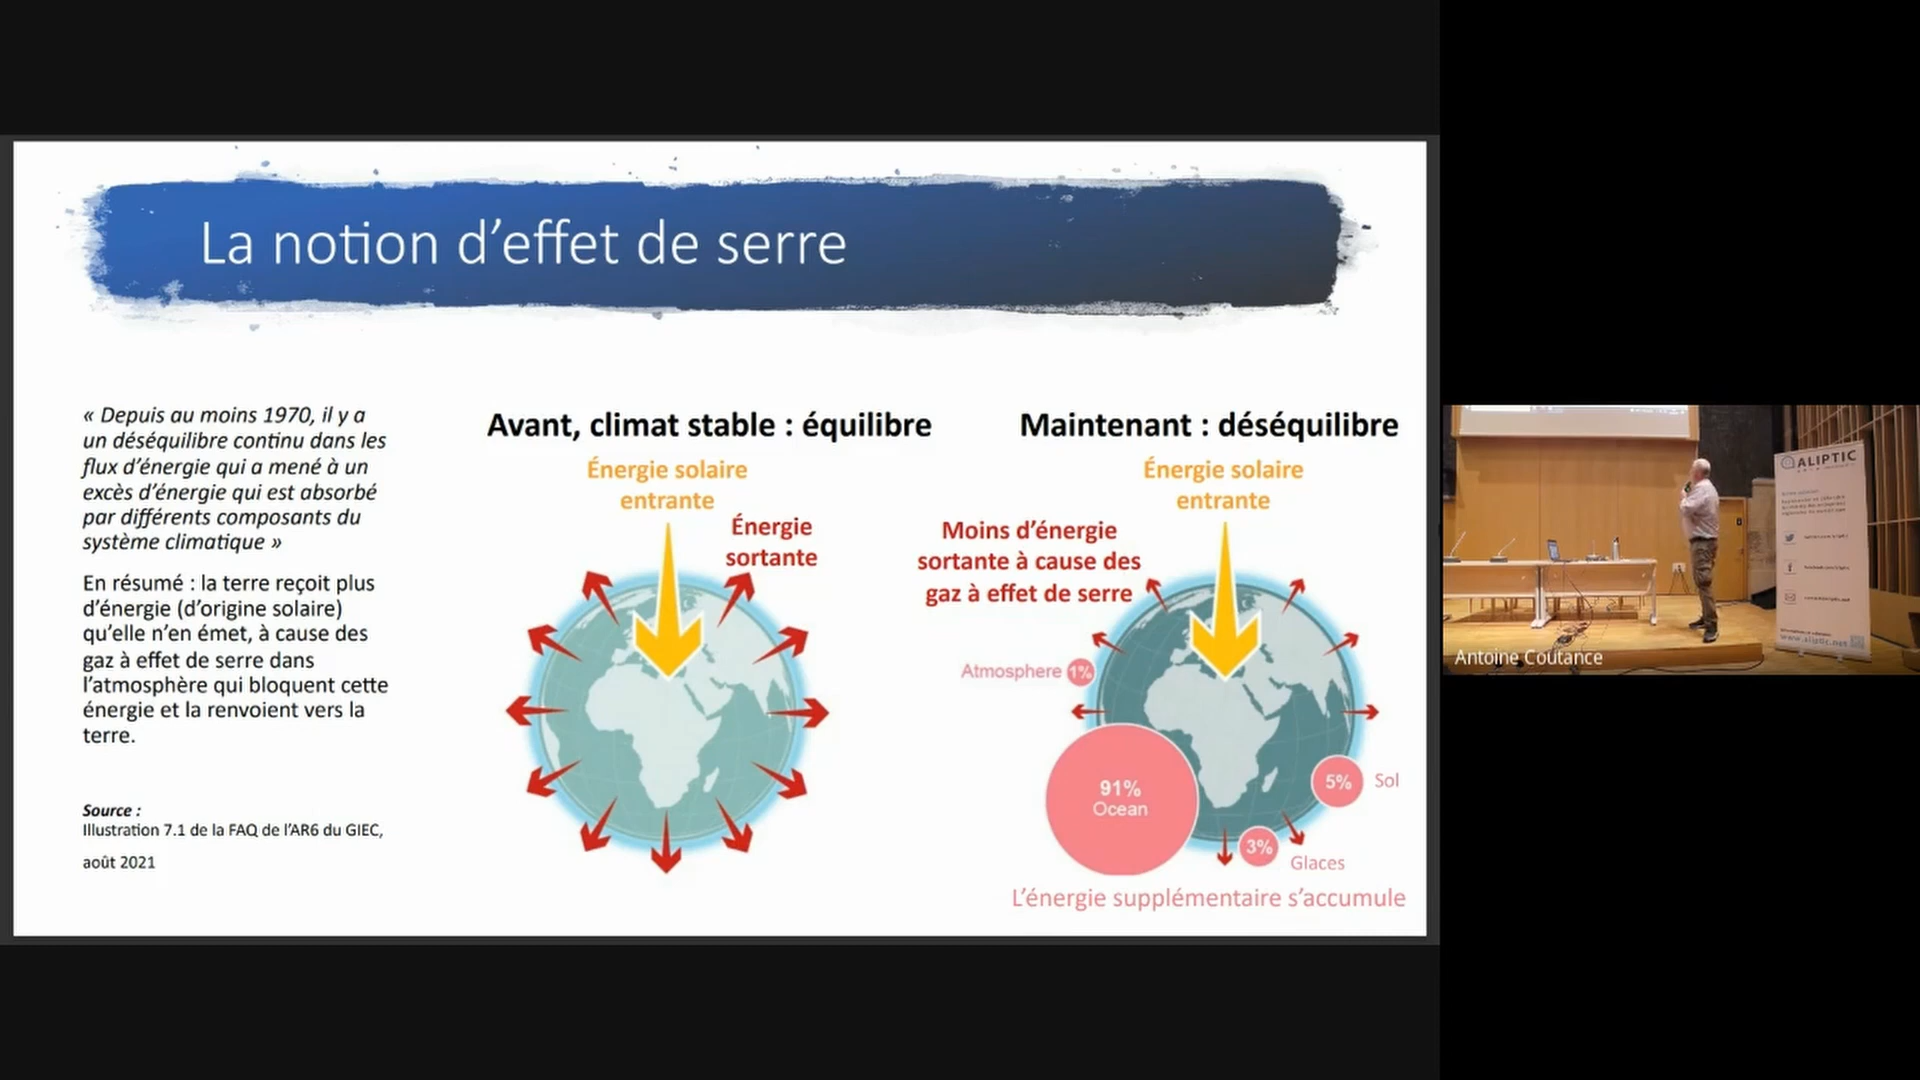 La notion d’effet de serre
« Depuis au moins 1970, il y a
un déséquilibre continu dans les
flux d’énergie qui a mené à un
excès d’énergie qui est absorbé
par différents composants du
système climatique »
En résumé : la terre reçoit plus
d’énergie (d’origine solaire)
qu’elle n’en émet, à cause des
gaz à effet de serre dans
l’atmosphère qui bloquent cette
énergie et la renvoient vers la
terre.
Source :
Illustration 7.1 de la FAQ de l’AR6 du GIEC,
août 2021
Avant, climat stable : équilibre
Énergie solaire
entrante
Énergie
sortante
Maintenant : déséquilibre
Énergie solaire
entrante
Moins d’énergie
sortante à cause des
gaz à effet de serre
Atmosphere 1%
91%
Ocean
5% Sol
3%
Glaces
L’énergie supplémentaire s’accumule
ALIPTIC
www.aliptic.net
Antoine Coutance